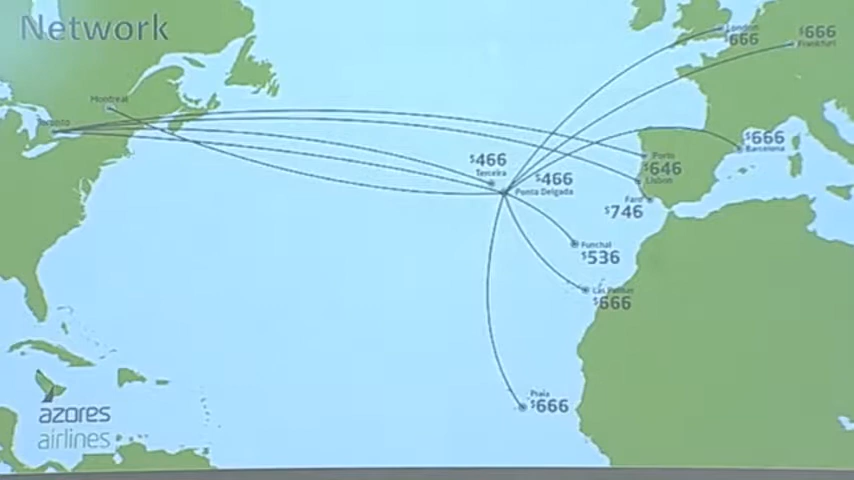 Network
London
$666
$666
Frankfurt
Montreal
Toronto
$466
Terceira
$466
Ponta Delgada
$666
Barcelona
Porto
$646
Lisbon
Faro
$746
Funchal
$536
Las Palmas
$666
Praia
$666
azores
airlines